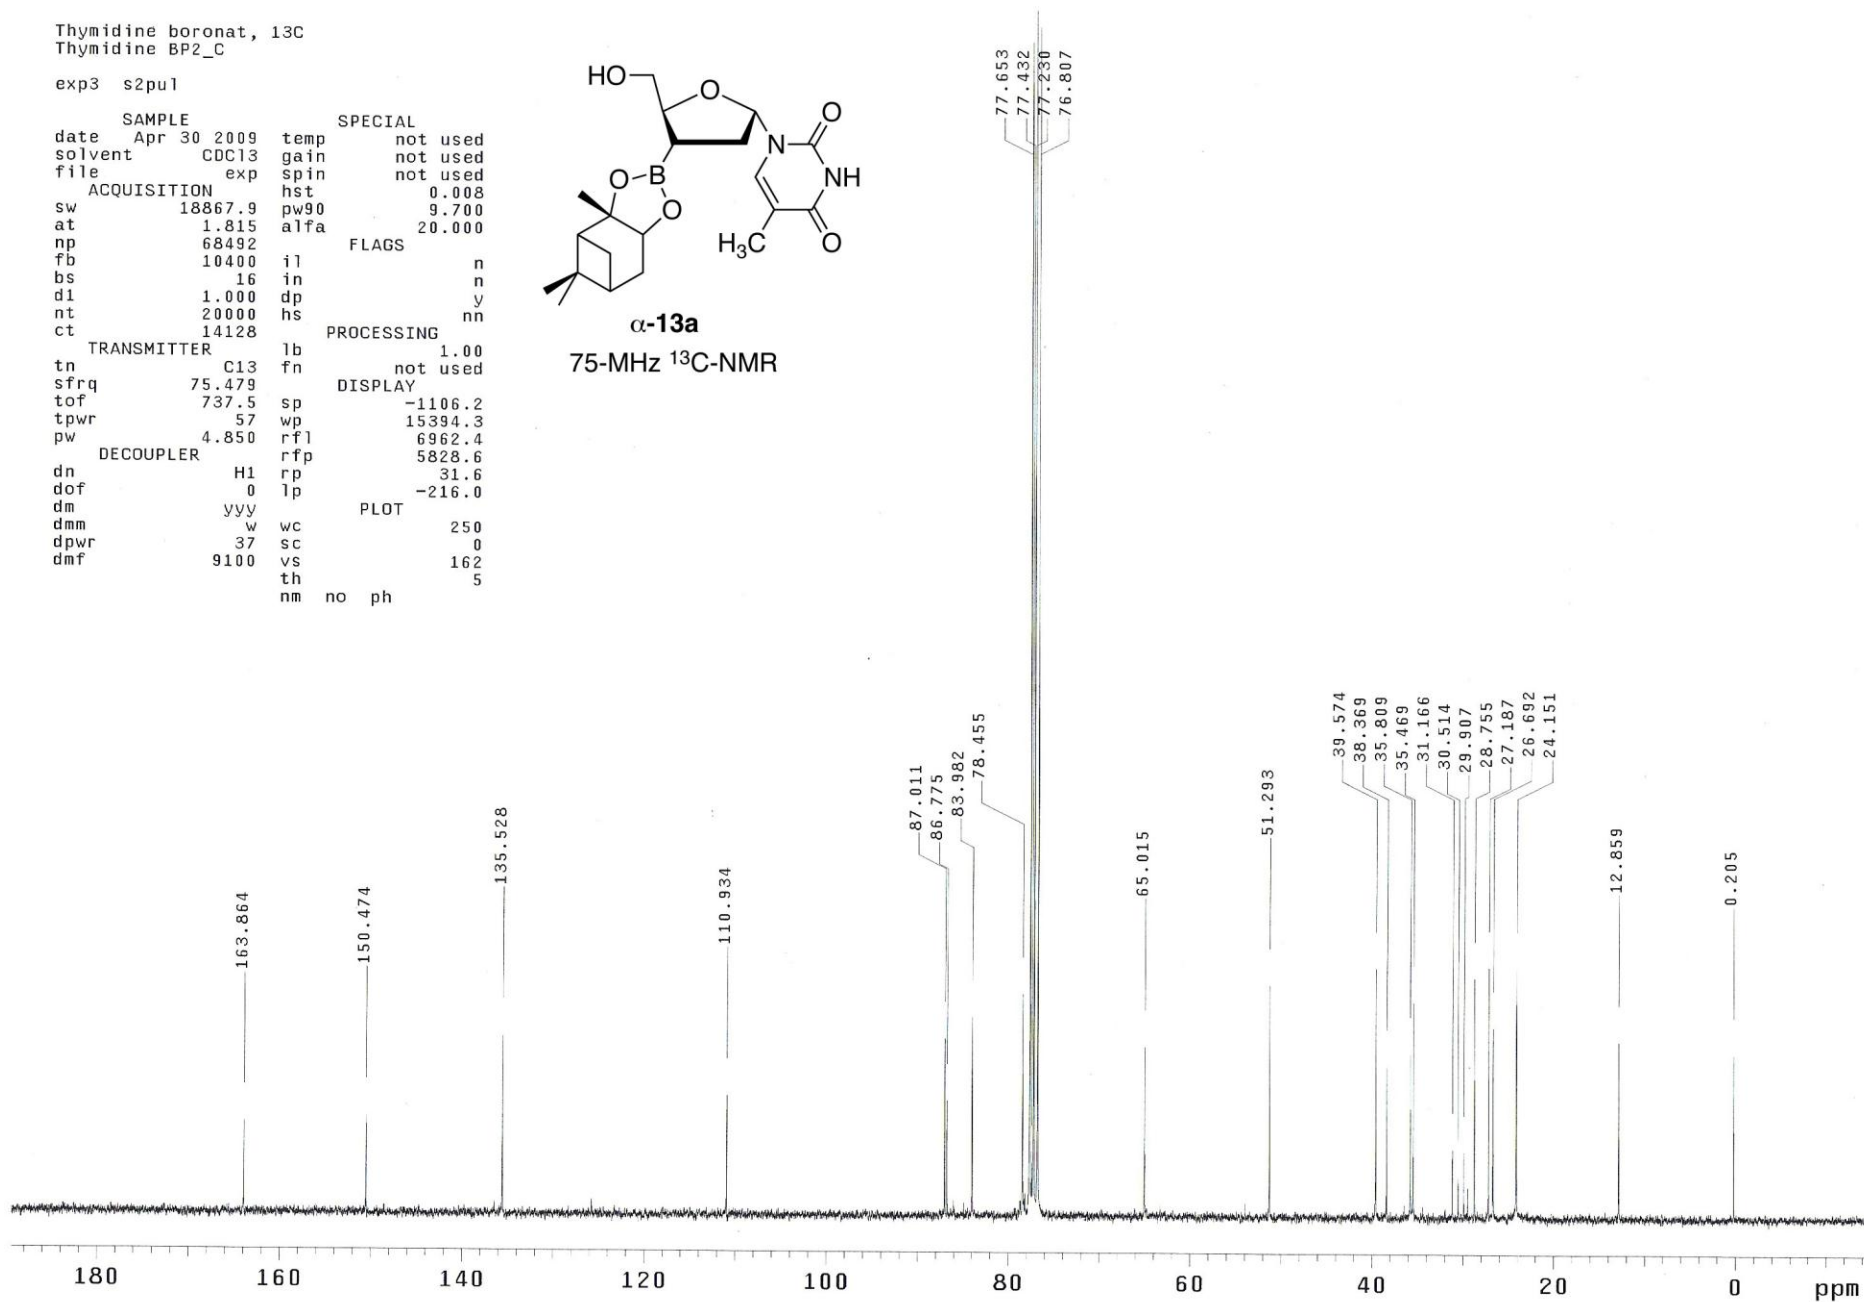 Thymidine boronat, 13C
Thymidine BP2_C
exp3 s2pul
SAMPLE SPECIAL
date Apr 30 2009 temp not used
solvent CDCl3 gain not used
file exp spin not used
ACQUISITION hst 0.008
sw 18867.9 pw90 9.700
at 1.815 alfa 20.000
np 68492 FLAGS
fb 10400 il n
bs 16 in n
d1 1.000 dp y
nt 20000 hs nn
ct 14128 PROCESSING
TRANSMITTER lb 1.00
tn C13 fn not used
sfrq 75.479 DISPLAY
tof 737.5 sp -1106.2
tpwr 57 wp 15394.3
pw 4.850 rfl 6962.4
DECOUPLER rfp 5828.6
dn H1 rp 31.6
dof 0 lp -216.0
dm yyy PLOT
dmm w wc 250
dpwr 37 sc 0
dmf 9100 vs 162
th 5
nm no ph
HO
O
O
N
NH
O
B
O
O
H₃C
α-13a
75-MHz ¹³C-NMR
163.864
150.474
135.528
110.934
87.011
86.775
83.982
78.455
77.653
77.432
77.230
76.807
65.015
51.293
39.574
38.369
35.809
35.469
31.166
30.514
29.907
28.755
27.187
26.692
24.151
12.859
0.205
180 160 140 120 100 80 60 40 20 0 ppm